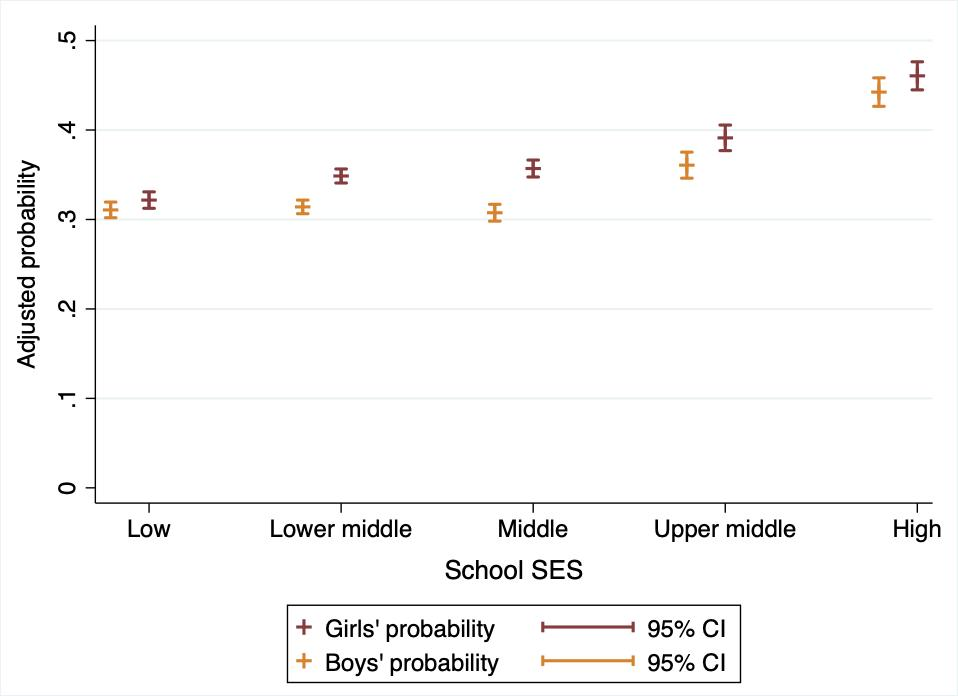 .5
.4
.3
.2
.1
0
Adjusted probability
Low Lower middle Middle Upper middle High
School SES
Girls' probability 95% CI
Boys' probability 95% CI